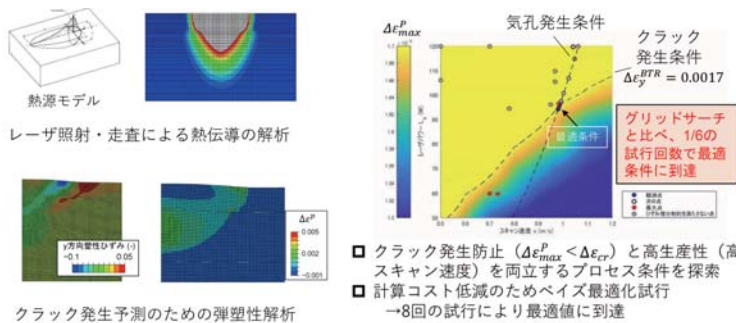 熱源モデル
レーザ照射・走査による熱伝導の解析
y方向塑性ひずみ (-)
-0.1 0.05
Δε^p
0.005
-0.001
クラック発生予測のための弾塑性解析
Δε^P_max
気孔発生条件
クラック
発生条件
Δε_y^BTR = 0.0017
最適条件
レーザパワー
スキャン速度
グリッドサーチ
と比べ、1/6の
試行回数で最適
条件に到達
クラック発生防止（Δε^P_max<Δε_cr）と高生産性（高
スキャン速度）を両立するプロセス条件を探索
計算コスト低減のためベイズ最適化試行
→8回の試行により最適値に到達